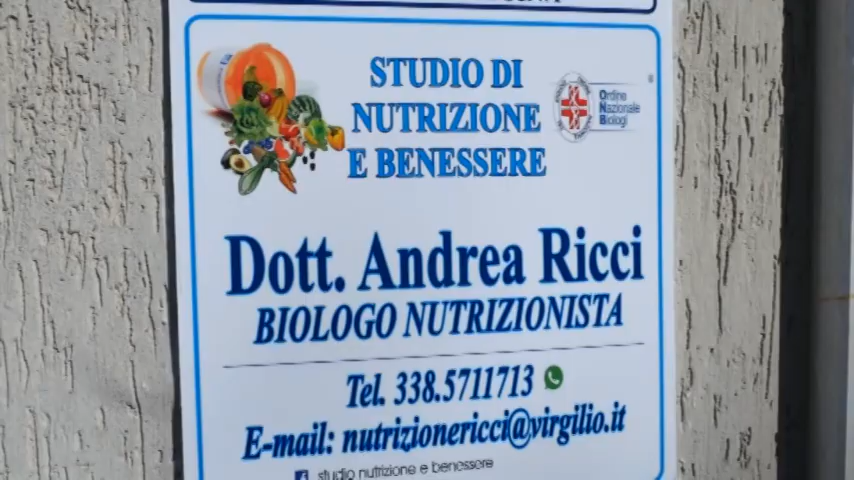 STUDIO DI
NUTRIZIONE
E BENESSERE
Ordine
Nazionale
Biologi
Dott. Andrea Ricci
BIOLOGO NUTRIZIONISTA
Tel. 338.5711713
E-mail: nutrizionericci@virgilio.it
studio nutrizione e benessere